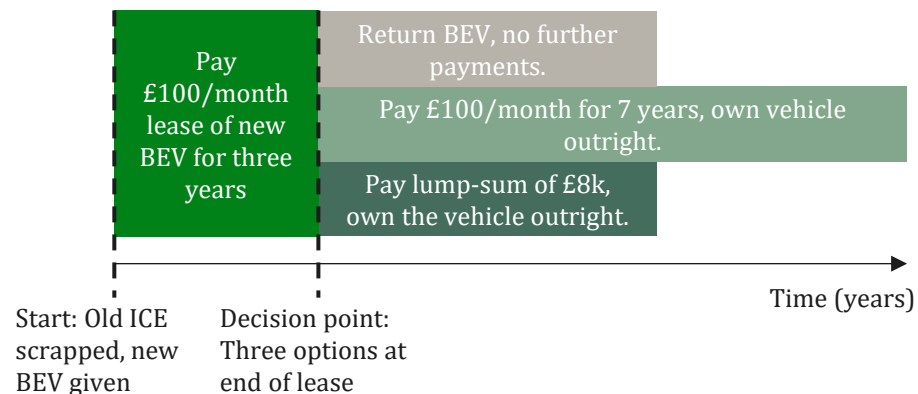 Pay
£100/month
lease of new
BEV for three
years
Return BEV, no further
payments.
Pay £100/month for 7 years, own vehicle
outright.
Pay lump-sum of £8k,
own the vehicle outright.
Time (years)
Start: Old ICE
scrapped, new
BEV given
Decision point:
Three options at
end of lease